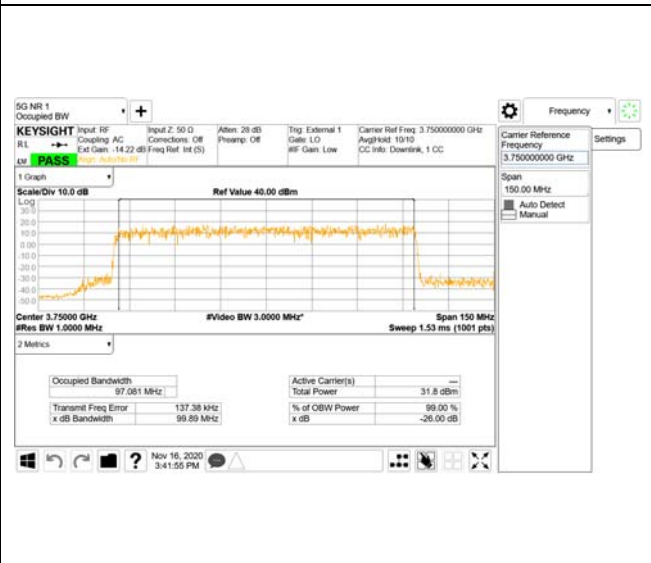 5G NR 1
Occupied BW
+
Frequency
KEYSIGHT
RL
PASS
Input: RF
Coupling: AC
Ext Gain: -14.22 dB
Align: Auto/No RF
Input Z: 50 Ω
Corrections: Off
Freq Ref: Int (S)
Atten: 28 dB
Preamp: Off
Trig: External 1
Gate: LO
#IF Gain: Low
Carrier Ref Freq: 3.750000000 GHz
Avg|Hold: 10/10
CC Info: Downlink, 1 CC
Carrier Reference
Frequency
3.750000000 GHz
Settings
Span
150.00 MHz
Auto Detect
Manual
1 Graph
Scale/Div 10.0 dB
Ref Value 40.00 dBm
Log
30.0
20.0
10.0
0.00
-10.0
-20.0
-30.0
-40.0
-50.0
Center 3.75000 GHz
#Video BW 3.0000 MHz*
Span 150 MHz
#Res BW 1.0000 MHz
Sweep 1.53 ms (1001 pts)
2 Metrics
Occupied Bandwidth
97.081 MHz
Active Carrier(s)
---
Total Power
31.8 dBm
Transmit Freq Error
137.38 kHz
% of OBW Power
99.00 %
x dB Bandwidth
99.89 MHz
x dB
-26.00 dB
?
Nov 16, 2020
3:41:55 PM